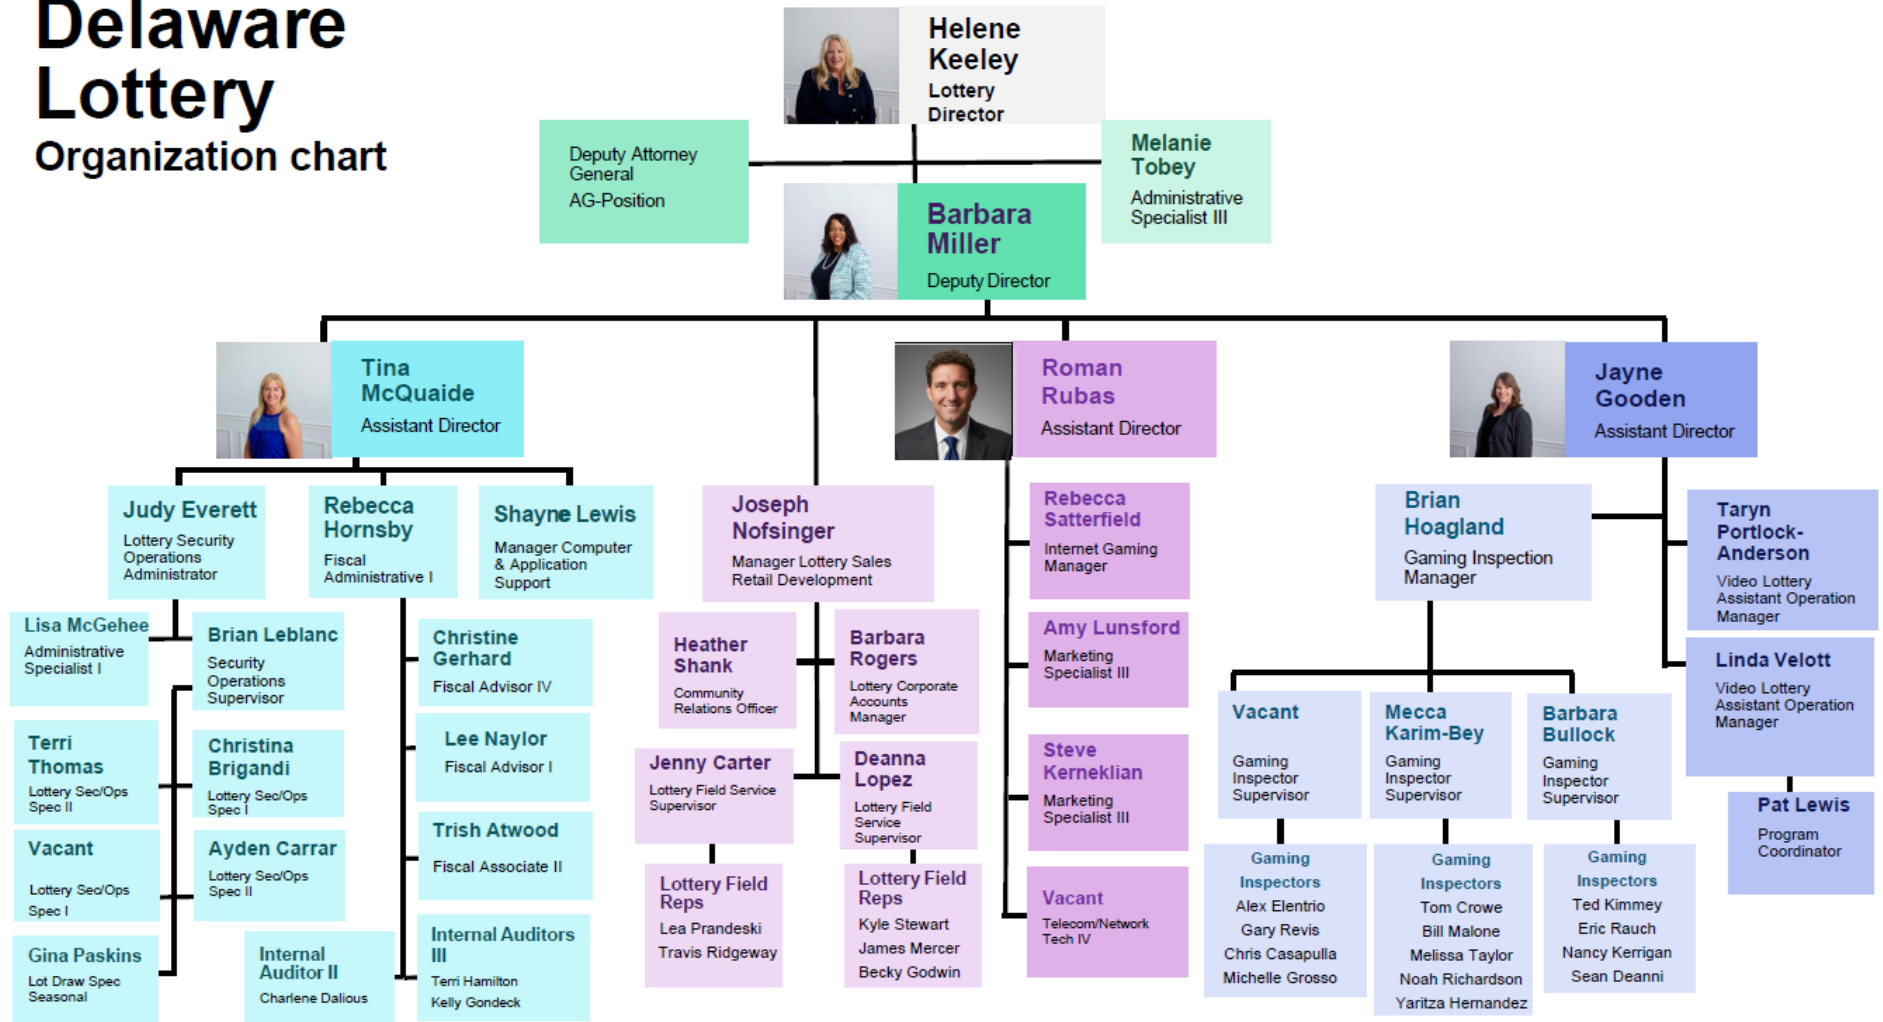 Delaware
Lottery
Organization chart
Helene
Keeley
Lottery
Director
Deputy Attorney
General
AG-Position
Melanie
Tobey
Administrative
Specialist III
Barbara
Miller
Deputy Director
Tina
McQuaide
Assistant Director
Roman
Rubas
Assistant Director
Jayne
Gooden
Assistant Director
Judy Everett
Lottery Security
Operations
Administrator
Rebecca
Hornsby
Fiscal
Administrative I
Shayne Lewis
Manager Computer
& Application
Support
Lisa McGehee
Administrative
Specialist I
Brian Leblanc
Security
Operations
Supervisor
Terri
Thomas
Lottery Sec/Ops
Spec II
Christina
Brigandi
Lottery Sec/Ops
Spec I
Vacant
Lottery Sec/Ops
Spec I
Ayden Carrar
Lottery Sec/Ops
Spec II
Gina Paskins
Lot Draw Spec
Seasonal
Christine
Gerhard
Fiscal Advisor IV
Lee Naylor
Fiscal Advisor I
Trish Atwood
Fiscal Associate II
Internal
Auditor II
Charlene Dalious
Internal Auditors
III
Terri Hamilton
Kelly Gondeck
Joseph
Nofsinger
Manager Lottery Sales
Retail Development
Heather
Shank
Community
Relations Officer
Barbara
Rogers
Lottery Corporate
Accounts
Manager
Jenny Carter
Lottery Field Service
Supervisor
Deanna
Lopez
Lottery Field
Service
Supervisor
Lottery Field
Reps
Lea Prandeski
Travis Ridgeway
Lottery Field
Reps
Kyle Stewart
James Mercer
Becky Godwin
Rebecca
Satterfield
Internet Gaming
Manager
Amy Lunsford
Marketing
Specialist III
Steve
Kerneklian
Marketing
Specialist III
Vacant
Telecom/Network
Tech IV
Brian
Hoagland
Gaming Inspection
Manager
Taryn
Portlock-
Anderson
Video Lottery
Assistant Operation
Manager
Linda Velott
Video Lottery
Assistant Operation
Manager
Pat Lewis
Program
Coordinator
Vacant
Gaming
Inspector
Supervisor
Mecca
Karim-Bey
Gaming
Inspector
Supervisor
Barbara
Bullock
Gaming
Inspector
Supervisor
Gaming
Inspectors
Alex Elentrio
Gary Revis
Chris Casapulla
Michelle Grosso
Gaming
Inspectors
Tom Crowe
Bill Malone
Melissa Taylor
Noah Richardson
Yaritza Hernandez
Gaming
Inspectors
Ted Kimmey
Eric Rauch
Nancy Kerrigan
Sean Deanni